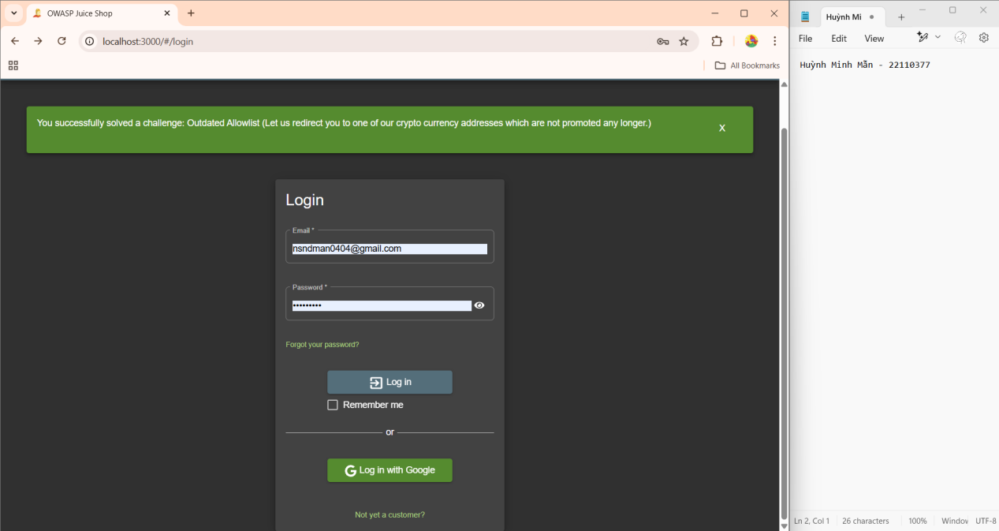 OWASP Juice Shop
localhost:3000/#/login
All Bookmarks
You successfully solved a challenge: Outdated Allowlist (Let us redirect you to one of our crypto currency addresses which are not promoted any longer.)
X
Login
Email *
nsndman0404@gmail.com
Password *
•••••••••
Forgot your password?
Log in
Remember me
or
G Log in with Google
Not yet a customer?
Huỳnh Mi
File Edit View
Huỳnh Minh Mẫn - 22110377
Ln 2, Col 1 26 characters 100% Window UTF-8